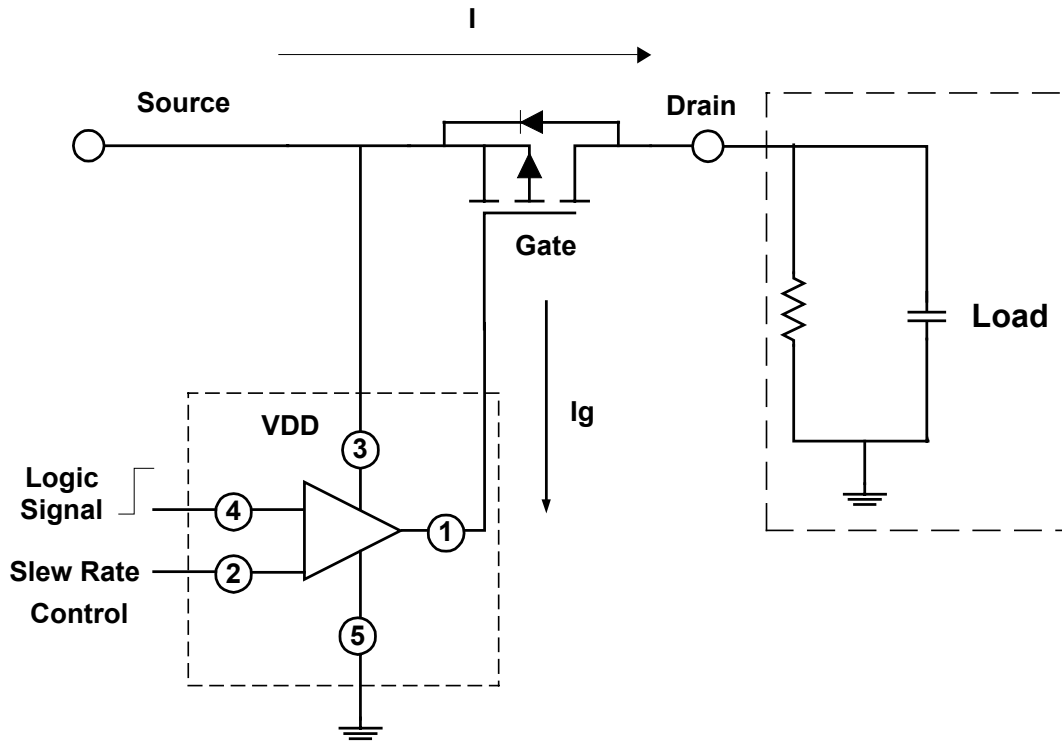 I
Source
Drain
Gate
Load
Ig
VDD
3
Logic
Signal
4
1
2
Slew Rate
Control
5